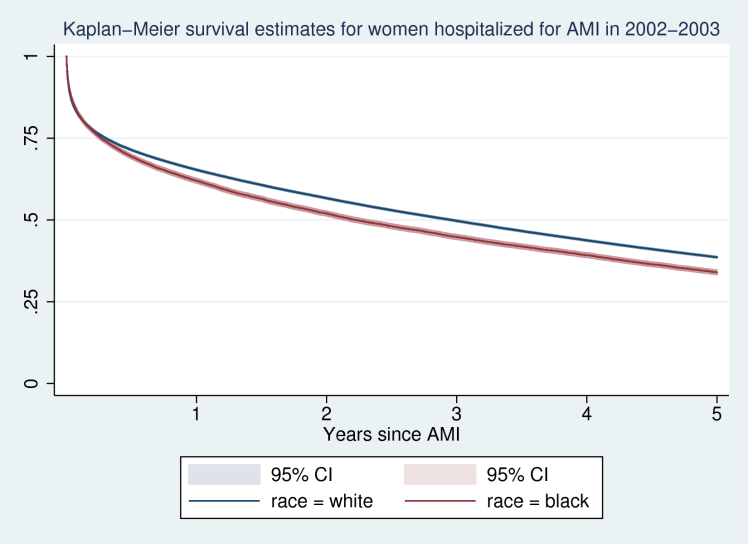 Kaplan−Meier survival estimates for women hospitalized for AMI in 2002−2003
1
.75
.5
.25
0
1 2 3 4 5
Years since AMI
95% CI 95% CI
race = white race = black